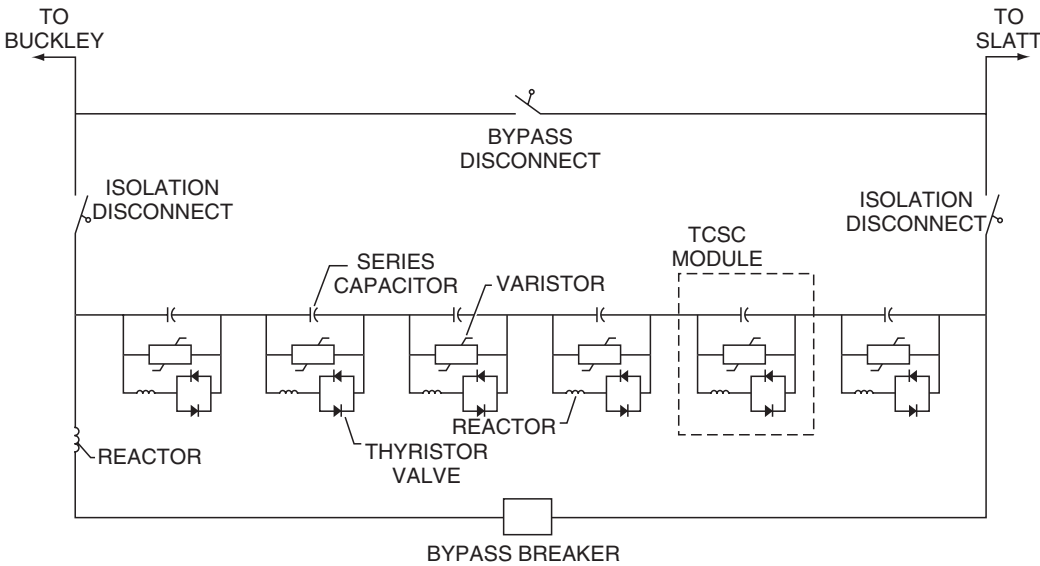 TO
BUCKLEY
TO
SLATT
BYPASS
DISCONNECT
ISOLATION
DISCONNECT
ISOLATION
DISCONNECT
TCSC
MODULE
SERIES
CAPACITOR
VARISTOR
REACTOR
THYRISTOR
VALVE
REACTOR
BYPASS BREAKER